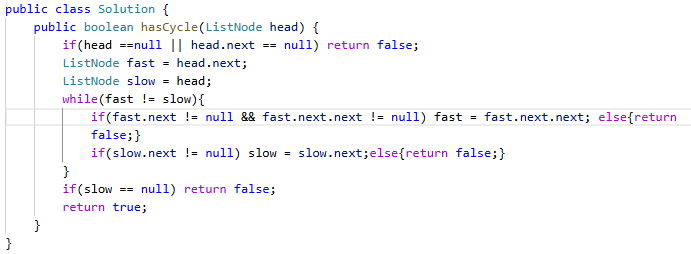 public class Solution {
    public boolean hasCycle(ListNode head) {
        if(head ==null || head.next == null) return false;
        ListNode fast = head.next;
        ListNode slow = head;
        while(fast != slow){
            if(fast.next != null && fast.next.next != null) fast = fast.next.next; else{return
            false;}
            if(slow.next != null) slow = slow.next;else{return false;}
        }
        if(slow == null) return false;
        return true;
    }
}